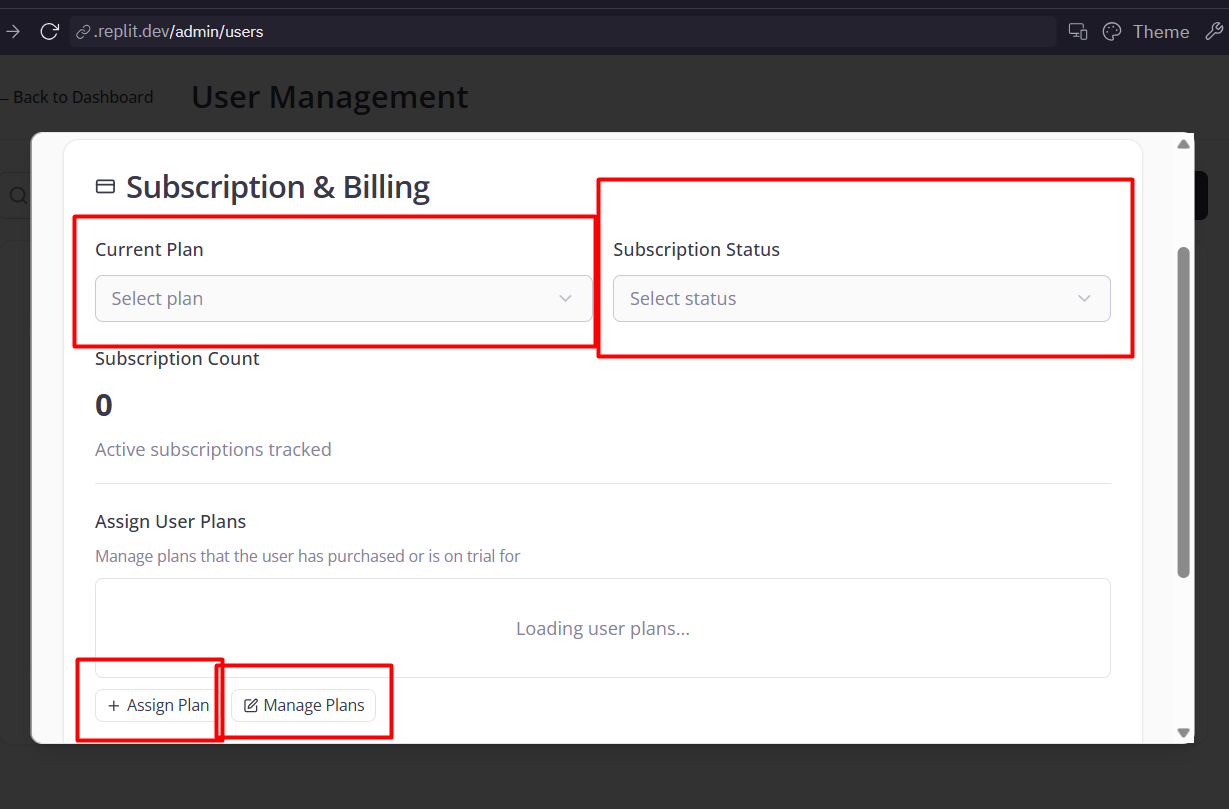 .replit.dev/admin/users
Theme
Back to Dashboard
User Management
Subscription & Billing
Current Plan
Subscription Status
Select plan
Select status
Subscription Count
0
Active subscriptions tracked
Assign User Plans
Manage plans that the user has purchased or is on trial for
Loading user plans...
+ Assign Plan
Manage Plans